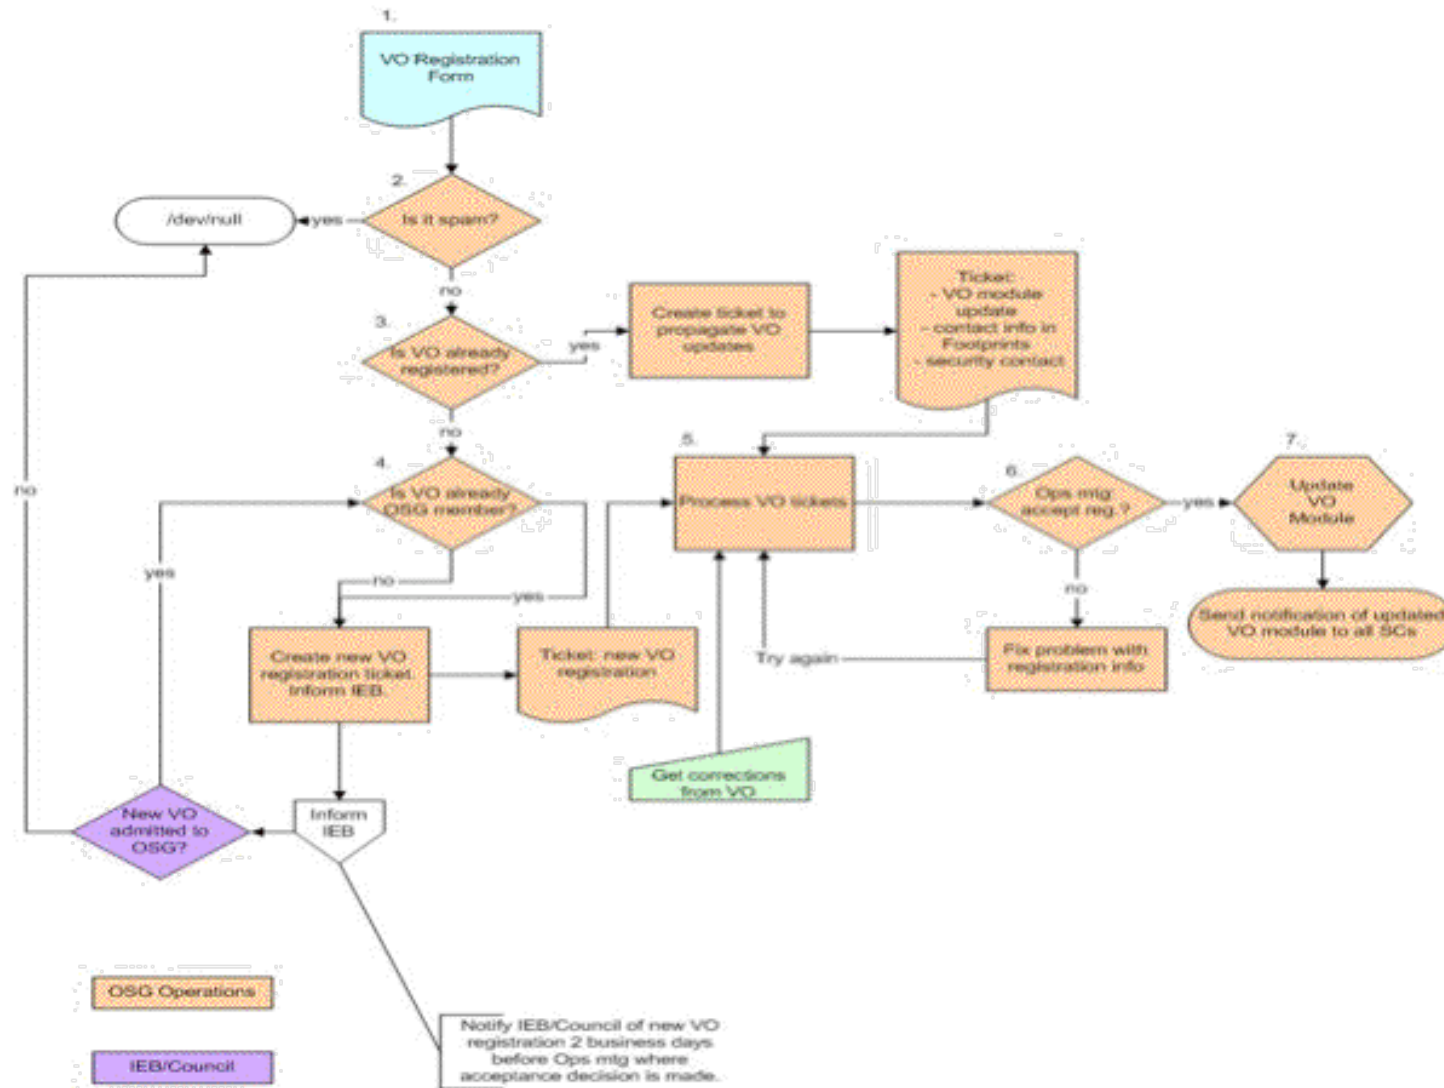 1.
VO Registration
Form
2.
Is it spam?
yes
/dev/null
no
3.
Is VO already
registered?
yes
Create ticket to
propagate VO
updates
Ticket:
- VO module
update
- contact info in
Footprints
- security contact
no
4.
Is VO already
OSG member?
5.
Process VO tickets
6.
Ops mtg
accept reg.?
yes
7.
Update
VO
Module
no
yes
no
yes
no
Create new VO
registration ticket.
Inform IEB.
Ticket: new VO
registration
Try again
Fix problem with
registration info
Send notification of updated
VO module to all SCs
Get corrections
from VO
New VO
admitted to
OSG?
Inform
IEB
OSG Operations
IEB/Council
Notify IEB/Council of new VO
registration 2 business days
before Ops mtg where
acceptance decision is made.